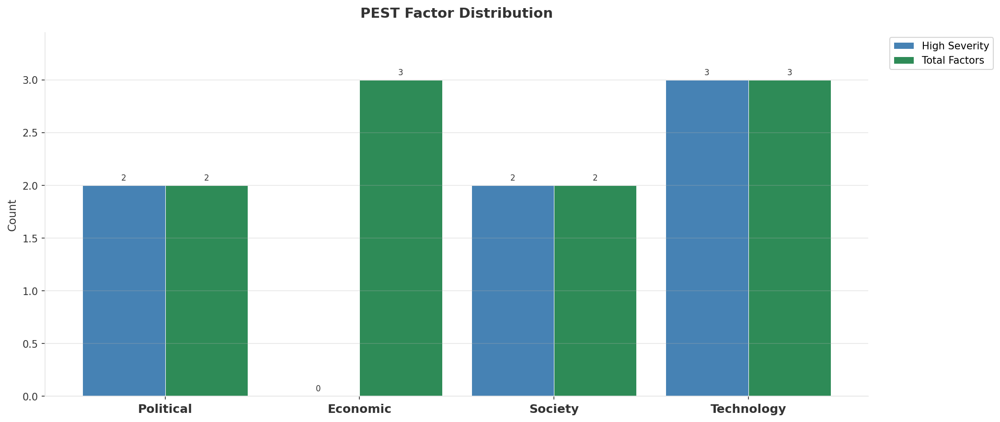 PEST Factor Distribution
High Severity
Total Factors
3
3
3
3.0
2.5
2
2
2
2
2.0
Count
1.5
1.0
0.5
0
0.0
Political
Economic
Society
Technology